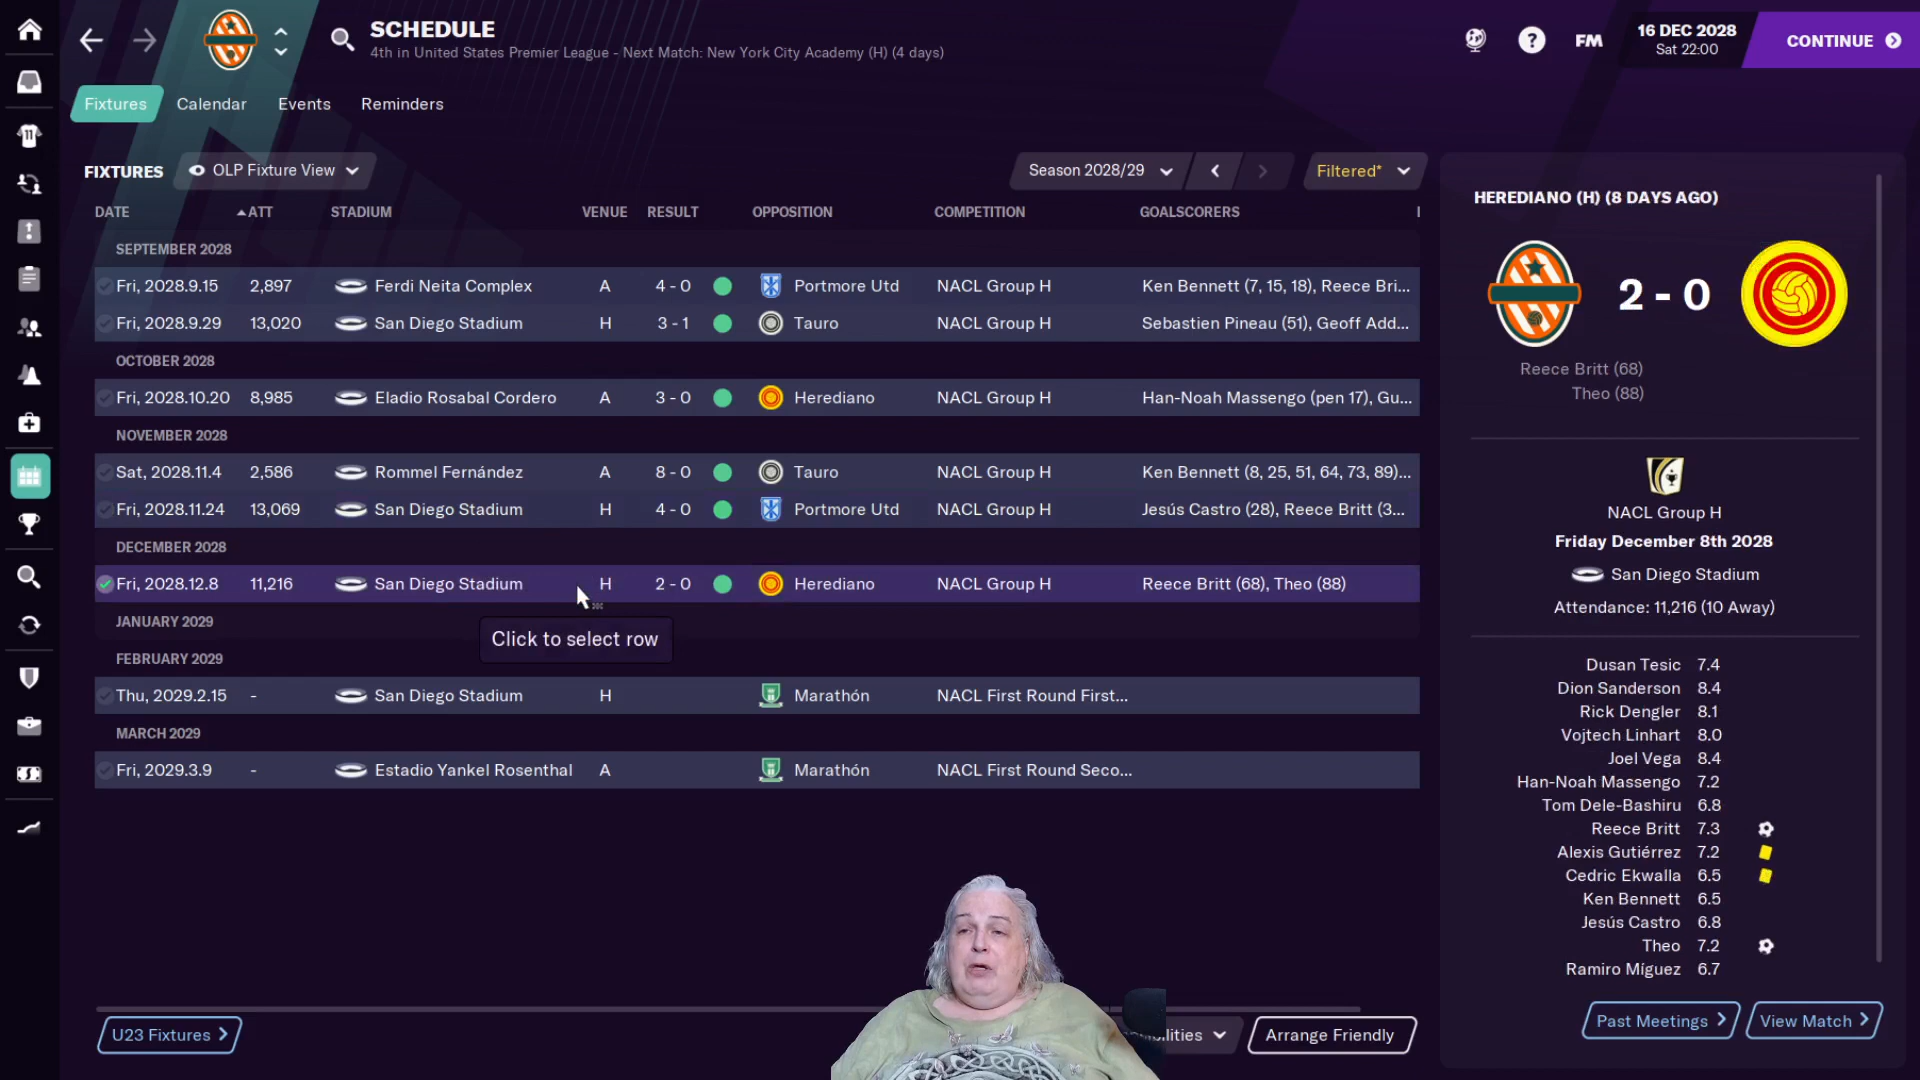 SCHEDULE
4th in United States Premier League - Next Match: New York City Academy (H) (4 days)
FM
16 DEC 2028
Sat 22:00
CONTINUE
Fixtures Calendar Events Reminders
FIXTURES OLP Fixture View Season 2028/29 Filtered*
DATE ATT STADIUM VENUE RESULT OPPOSITION COMPETITION GOALSCORERS
SEPTEMBER 2028
Fri, 2028.9.15 2,897 Ferdi Neita Complex A 4 - 0 Portmore Utd NACL Group H Ken Bennett (7, 15, 18), Reece Bri...
Fri, 2028.9.29 13,020 San Diego Stadium H 3 - 1 Tauro NACL Group H Sebastien Pineau (51), Geoff Add...
OCTOBER 2028
Fri, 2028.10.20 8,985 Eladio Rosabal Cordero A 3 - 0 Herediano NACL Group H Han-Noah Massengo (pen 17), Gu...
NOVEMBER 2028
Sat, 2028.11.4 2,586 Rommel Fernández A 8 - 0 Tauro NACL Group H Ken Bennett (8, 25, 51, 64, 73, 89)...
Fri, 2028.11.24 13,069 San Diego Stadium H 4 - 0 Portmore Utd NACL Group H Jesús Castro (28), Reece Britt (3...
DECEMBER 2028
Fri, 2028.12.8 11,216 San Diego Stadium H 2 - 0 Herediano NACL Group H Reece Britt (68), Theo (88)
JANUARY 2029
Click to select row
FEBRUARY 2029
Thu, 2029.2.15 - San Diego Stadium H Marathón NACL First Round First...
MARCH 2029
Fri, 2029.3.9 - Estadio Yankel Rosenthal A Marathón NACL First Round Seco...
U23 Fixtures
Arrange Friendly
HEREDIANO (H) (8 DAYS AGO)
2 - 0
Reece Britt (68)
Theo (88)
NACL Group H
Friday December 8th 2028
San Diego Stadium
Attendance: 11,216 (10 Away)
Dusan Tesic 7.4
Dion Sanderson 8.4
Rick Dengler 8.1
Vojtech Linhart 8.0
Joel Vega 8.4
Han-Noah Massengo 7.2
Tom Dele-Bashiru 6.8
Reece Britt 7.3
Alexis Gutiérrez 7.2
Cedric Ekwalla 6.5
Ken Bennett 6.5
Jesús Castro 6.8
Theo 7.2
Ramiro Míguez 6.7
Past Meetings View Match